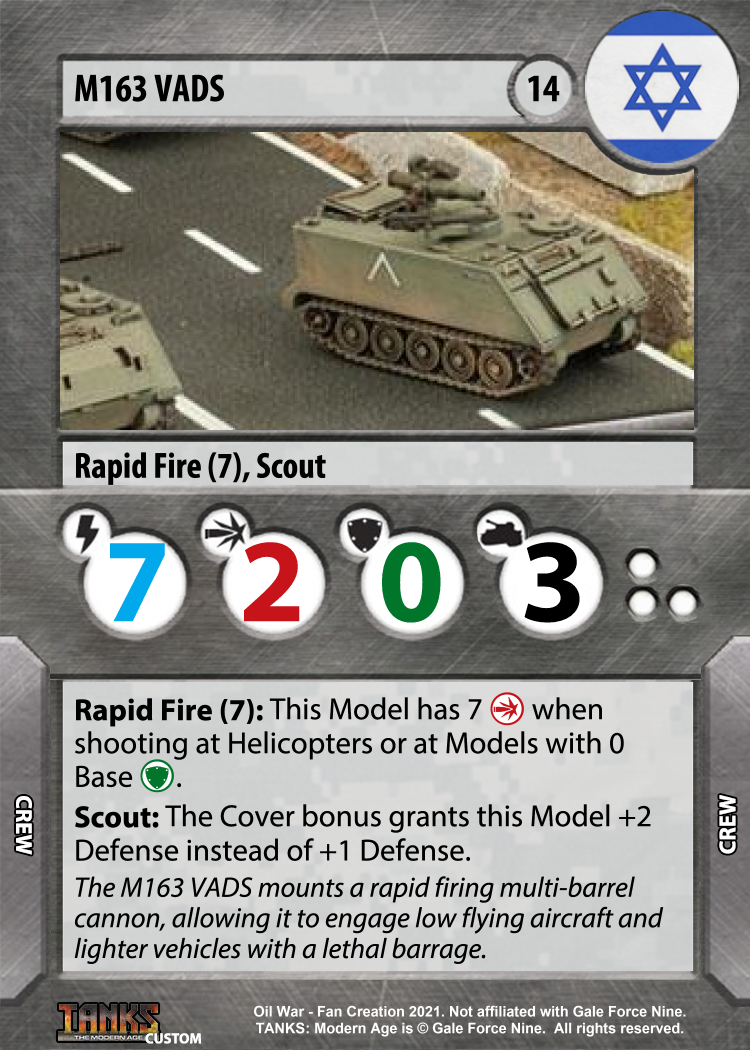 M163 VADS
14
Rapid Fire (7), Scout
7 2 0 3
Rapid Fire (7): This Model has 7 when
shooting at Helicopters or at Models with 0
Base .
Scout: The Cover bonus grants this Model +2
Defense instead of +1 Defense.
The M163 VADS mounts a rapid firing multi-barrel
cannon, allowing it to engage low flying aircraft and
lighter vehicles with a lethal barrage.
CREW
CREW
TANKS
THE MODERN AGE
CUSTOM
Oil War - Fan Creation 2021. Not affiliated with Gale Force Nine.
TANKS: Modern Age is © Gale Force Nine. All rights reserved.